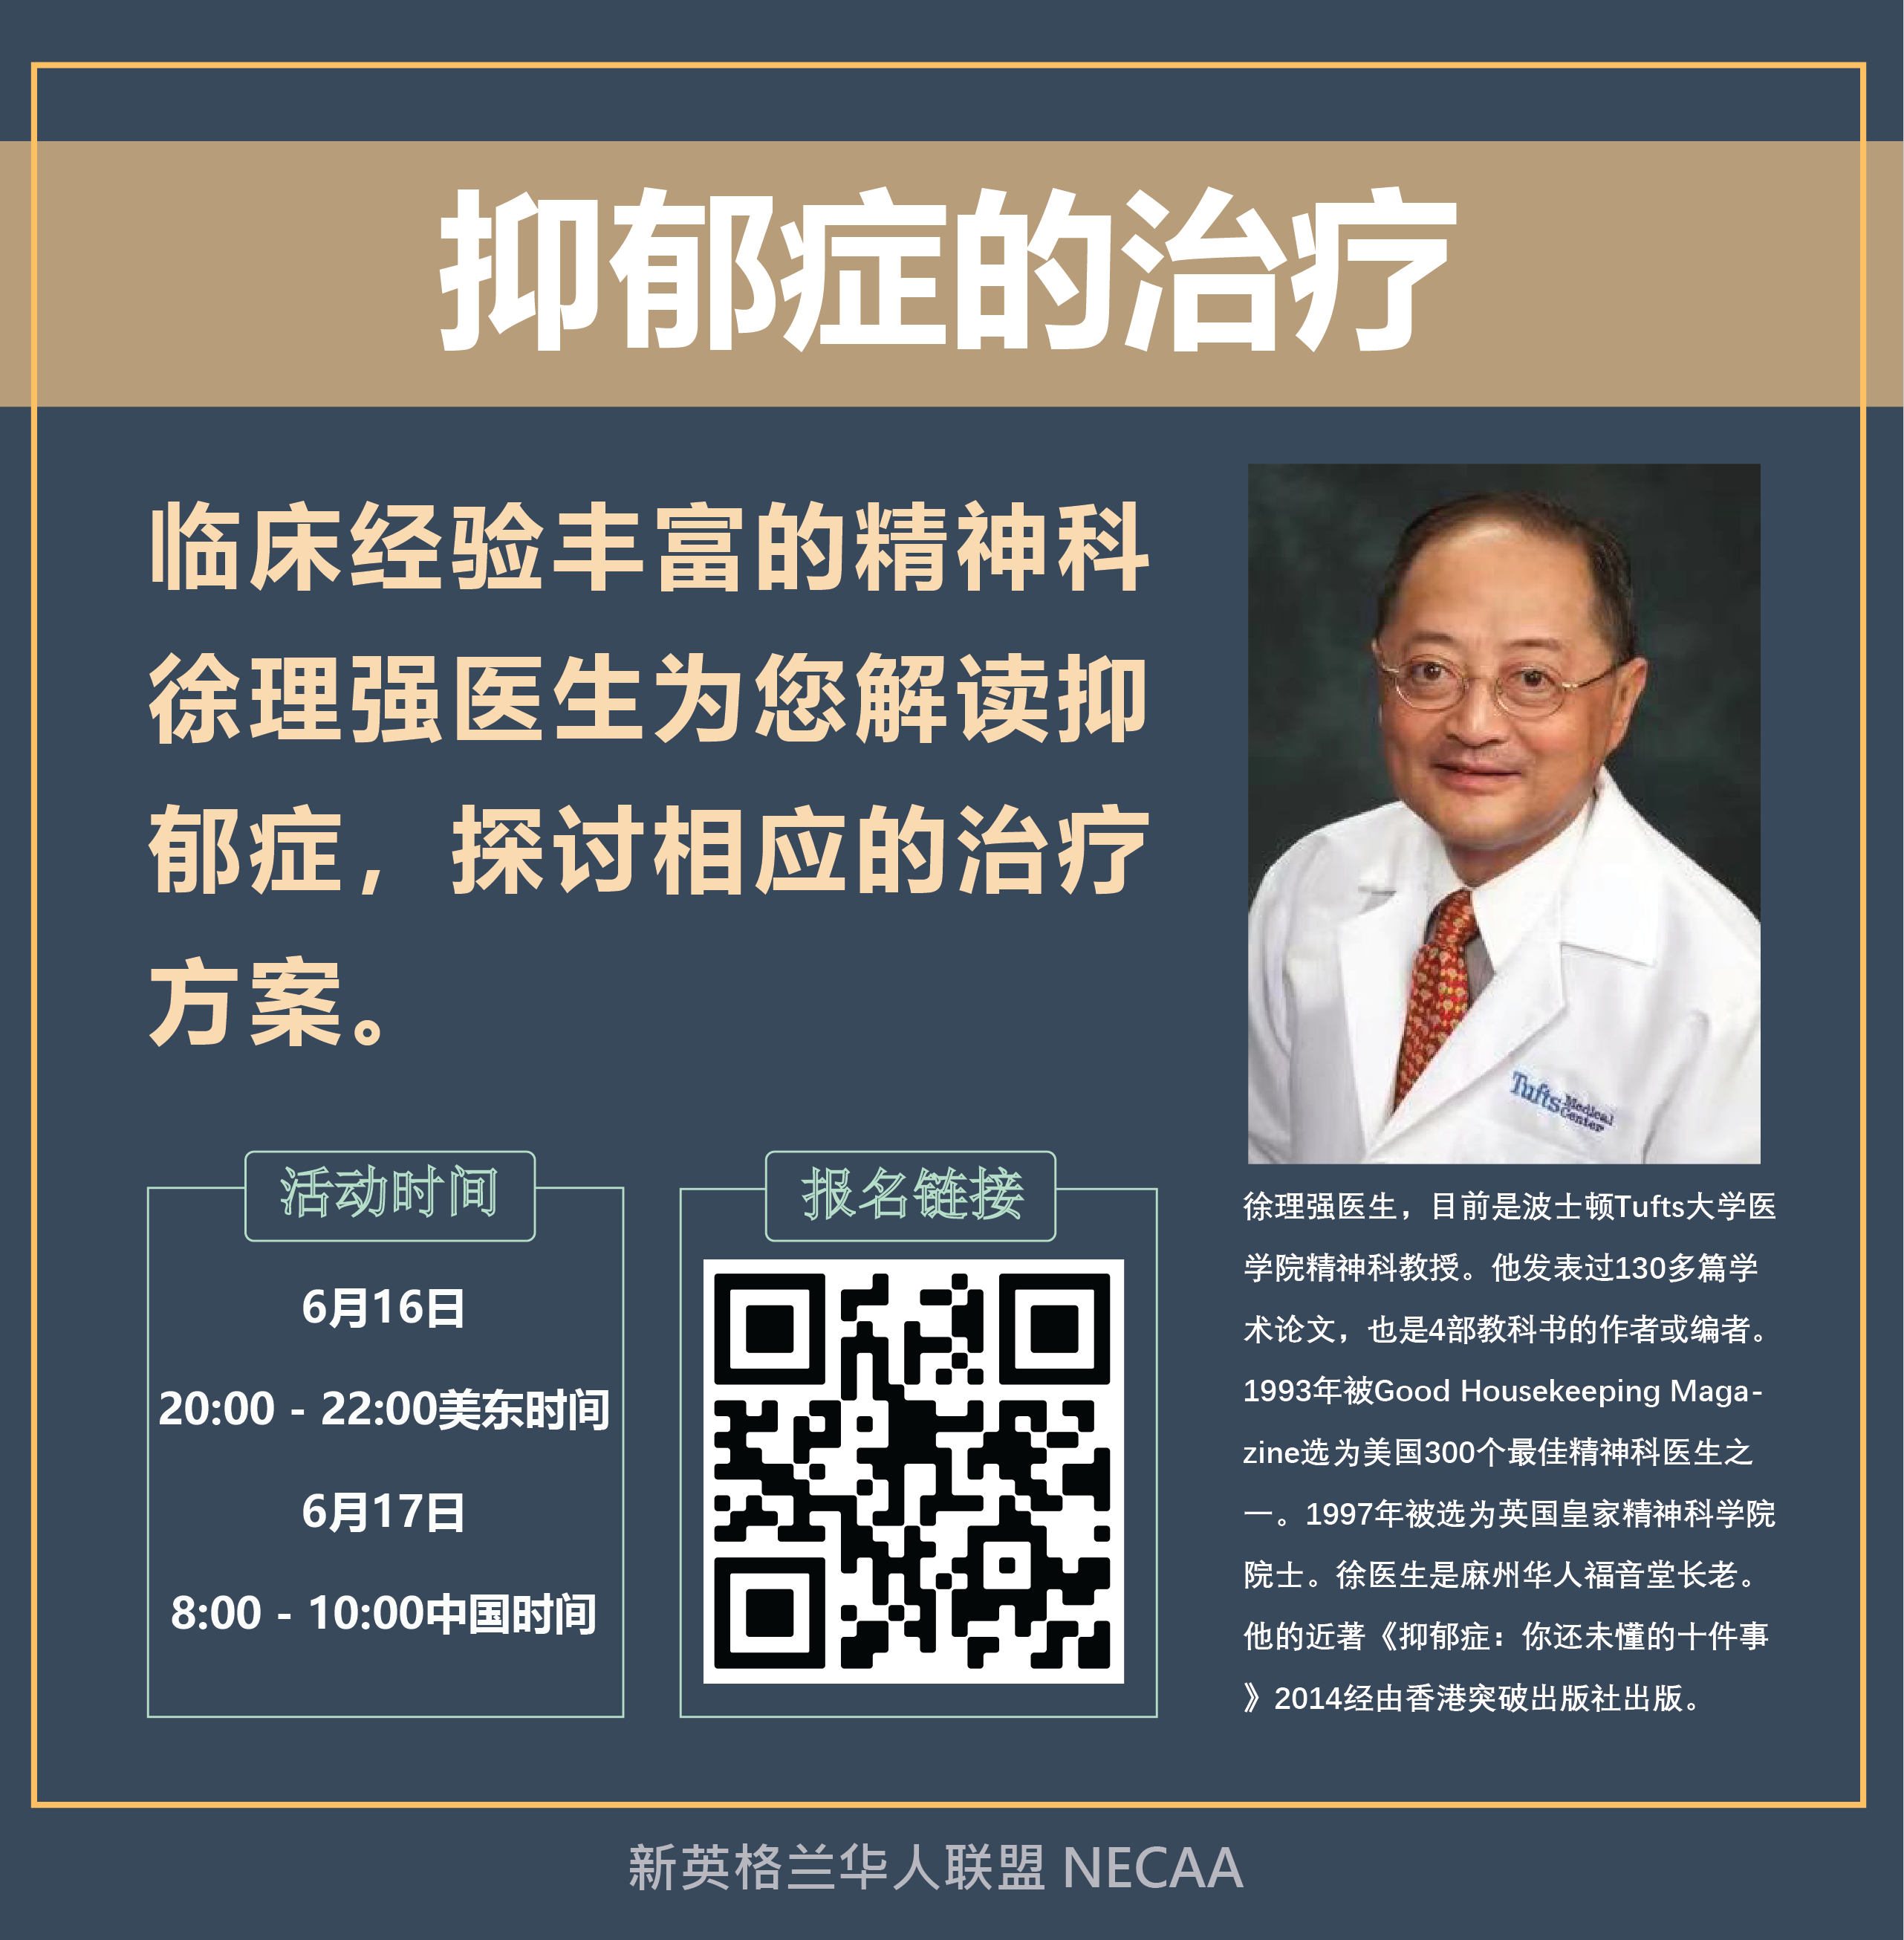 抑郁症的治疗
临床经验丰富的精神科
徐理强医生为您解读抑
郁症，探讨相应的治疗
方案。
Tufts Medical Center
活动时间
6月16日
20:00 - 22:00美东时间
6月17日
8:00 - 10:00中国时间
报名链接
徐理强医生，目前是波士顿Tufts大学医
学院精神科教授。他发表过130多篇学
术论文，也是4部教科书的作者或编者。
1993年被Good Housekeeping Maga-
zine选为美国300个最佳精神科医生之
一。1997年被选为英国皇家精神科学院
院士。徐医生是麻州华人福音堂长老。
他的近著《抑郁症：你还未懂的十件事
》2014经由香港突破出版社出版。
新英格兰华人联盟 NECAA